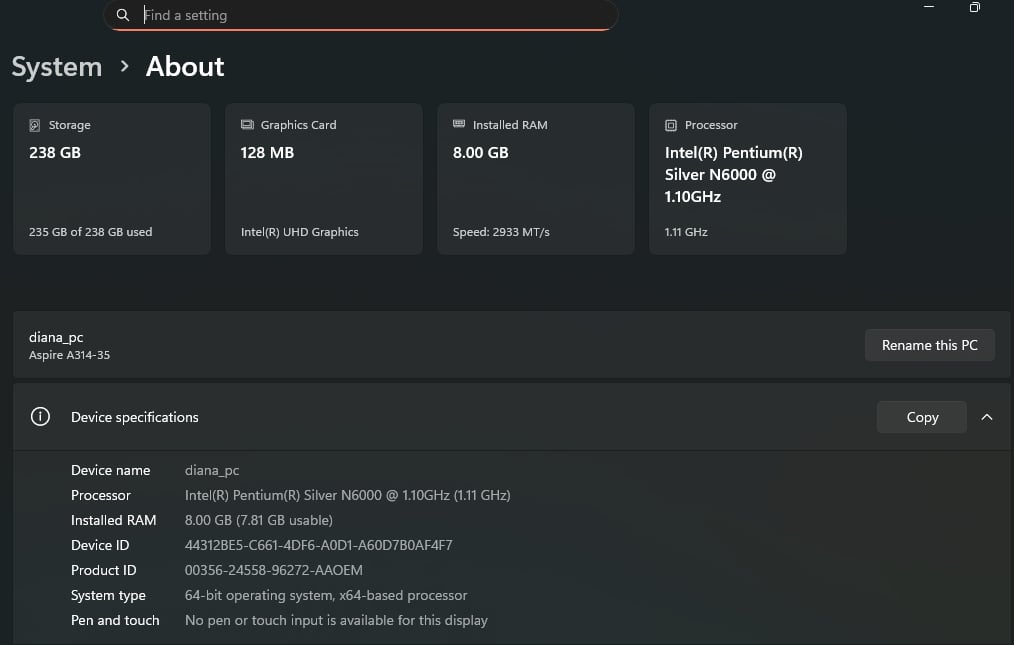 Find a setting
System > About
Storage
238 GB
235 GB of 238 GB used
Graphics Card
128 MB
Intel(R) UHD Graphics
Installed RAM
8.00 GB
Speed: 2933 MT/s
Processor
Intel(R) Pentium(R)
Silver N6000 @
1.10GHz
1.11 GHz
diana_pc
Aspire A314-35
Rename this PC
Device specifications
Copy
Device name diana_pc
Processor Intel(R) Pentium(R) Silver N6000 @ 1.10GHz (1.11 GHz)
Installed RAM 8.00 GB (7.81 GB usable)
Device ID 44312BE5-C661-4DF6-A0D1-A60D7B0AF4F7
Product ID 00356-24558-96272-AAOEM
System type 64-bit operating system, x64-based processor
Pen and touch No pen or touch input is available for this display